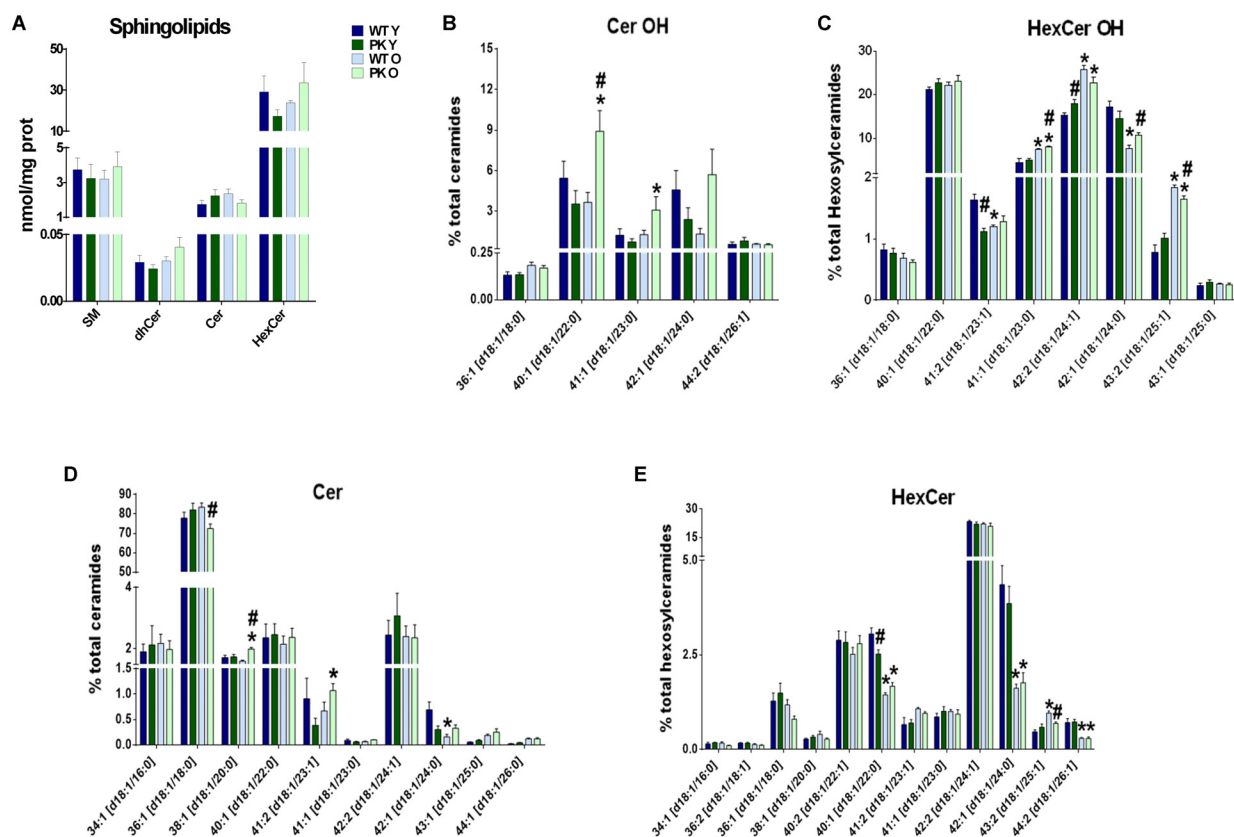 A
Sphingolipids
WT Y
PK Y
WT O
PK O
nmol/mg prot
50
30
10
5
3
1
0.05
0.00
SM
dhCer
Cer
HexCer
B
Cer OH
% total ceramides
15
12
9
6
3
0.25
0.00
#
*
*
36:1 [d18:1/18:0]
40:1 [d18:1/22:0]
41:1 [d18:1/23:0]
42:1 [d18:1/24:0]
44:2 [d18:1/26:1]
C
HexCer OH
% total Hexosylceramides
30
20
10
2
1
0
# * * # * # * * * # * # *
36:1 [d18:1/18:0]
40:1 [d18:1/22:0]
41:2 [d18:1/23:1]
41:1 [d18:1/23:0]
42:2 [d18:1/24:1]
42:1 [d18:1/24:0]
43:2 [d18:1/25:1]
43:1 [d18:1/25:0]
D
Cer
% total ceramides
90
80
70
60
50
4
2
1.5
1.0
0.5
0.0
#
#
*
*
*
34:1 [d18:1/16:0]
36:1 [d18:1/18:0]
38:1 [d18:1/20:0]
40:1 [d18:1/22:0]
41:2 [d18:1/23:1]
41:1 [d18:1/23:0]
42:2 [d18:1/24:1]
42:1 [d18:1/24:0]
43:1 [d18:1/25:0]
44:1 [d18:1/26:0]
E
HexCer
% total hexosylceramides
30
15
5.0
2.5
0.0
# * * * * * # **
34:1 [d18:1/16:0]
36:2 [d18:1/18:1]
36:1 [d18:1/18:0]
38:1 [d18:1/20:0]
40:2 [d18:1/22:1]
40:1 [d18:1/22:0]
41:2 [d18:1/23:1]
41:1 [d18:1/23:0]
42:2 [d18:1/24:1]
42:1 [d18:1/24:0]
43:2 [d18:1/25:1]
44:2 [d18:1/26:1]